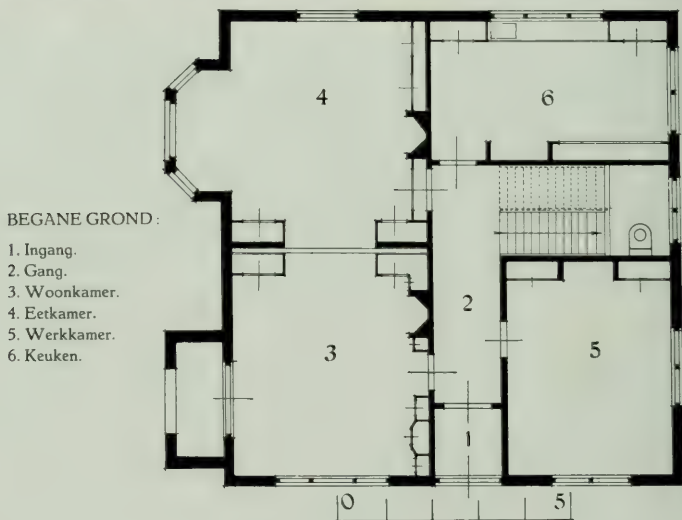 BEGANE GROND:
1. Ingang.
2. Gang.
3. Woonkamer.
4. Eetkamer.
5. Werkkamer.
6. Keuken.
4
6
2
3
5
1
0 5